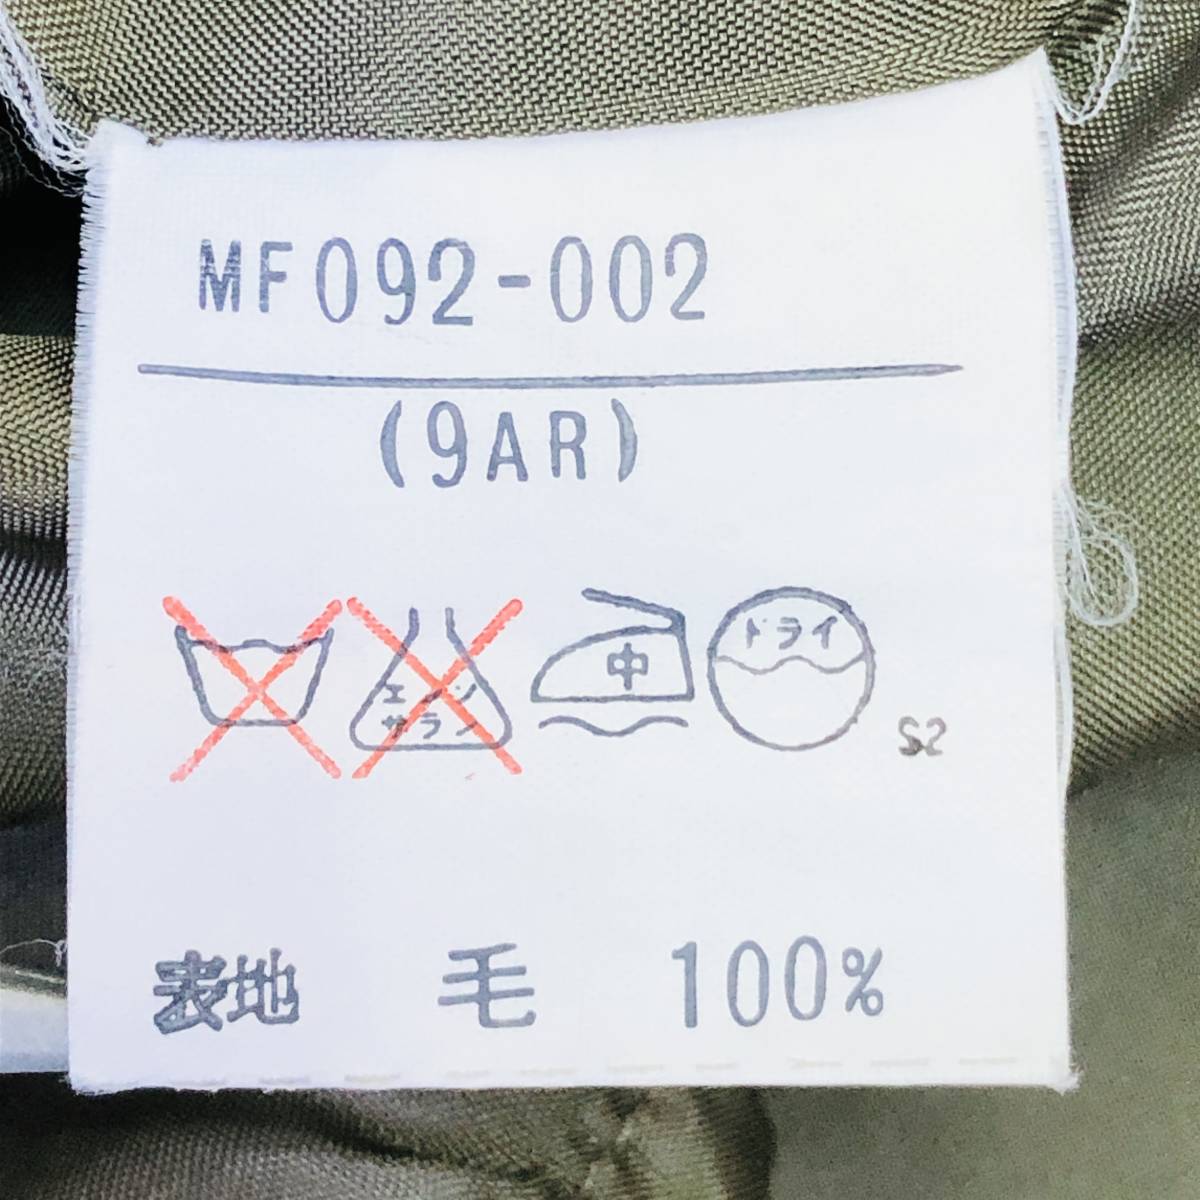 MF092-002
(9AR)
エンソ
サラシ
中
ドライ
S2
表地 毛 100%